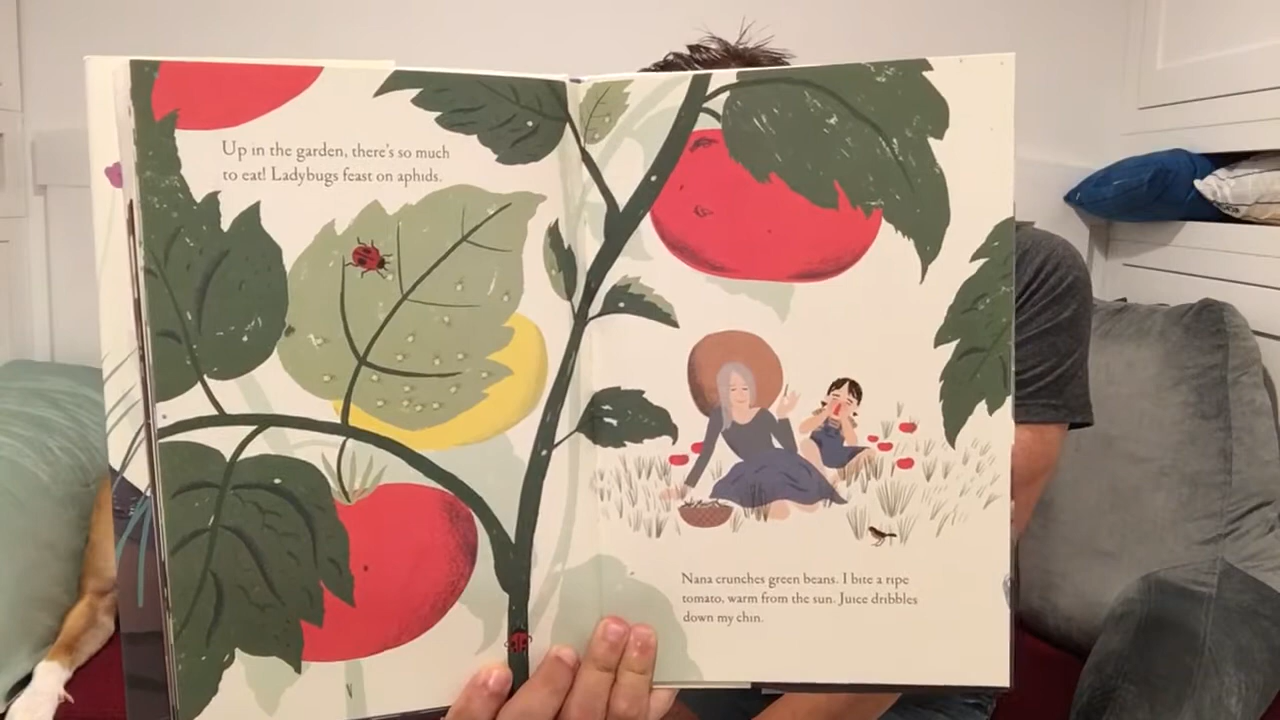 Up in the garden, there's so much
to eat! Ladybugs feast on aphids.
Nana crunches green beans. I bite a ripe
tomato, warm from the sun. Juice dribbles
down my chin.